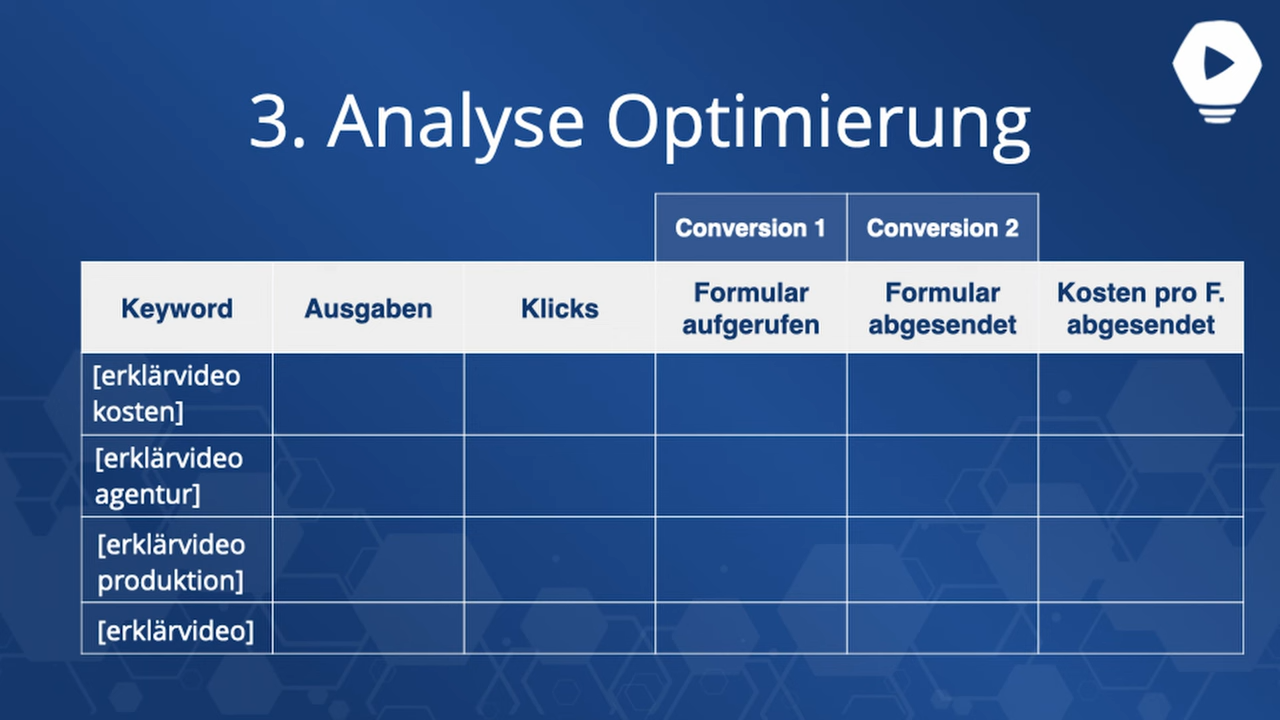 3. Analyse Optimierung
Conversion 1 Conversion 2
Keyword Ausgaben Klicks Formular aufgerufen Formular abgesendet Kosten pro F. abgesendet
[erklärvideo
kosten]
[erklärvideo
agentur]
[erklärvideo
produktion]
[erklärvideo]